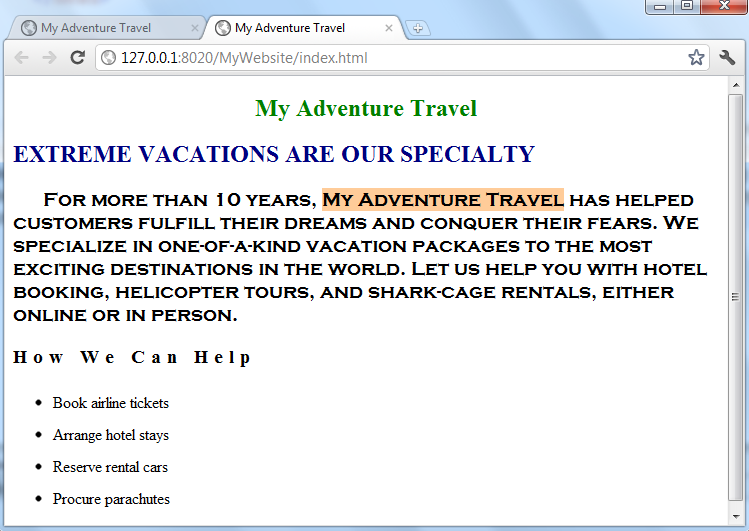 My Adventure Travel
My Adventure Travel
127.0.0.1:8020/MyWebsite/index.html
My Adventure Travel
EXTREME VACATIONS ARE OUR SPECIALTY
For more than 10 years, My Adventure Travel has helped
customers fulfill their dreams and conquer their fears. We
specialize in one-of-a-kind vacation packages to the most
exciting destinations in the world. Let us help you with hotel
booking, helicopter tours, and shark-cage rentals, either
online or in person.
How We Can Help
Book airline tickets
Arrange hotel stays
Reserve rental cars
Procure parachutes